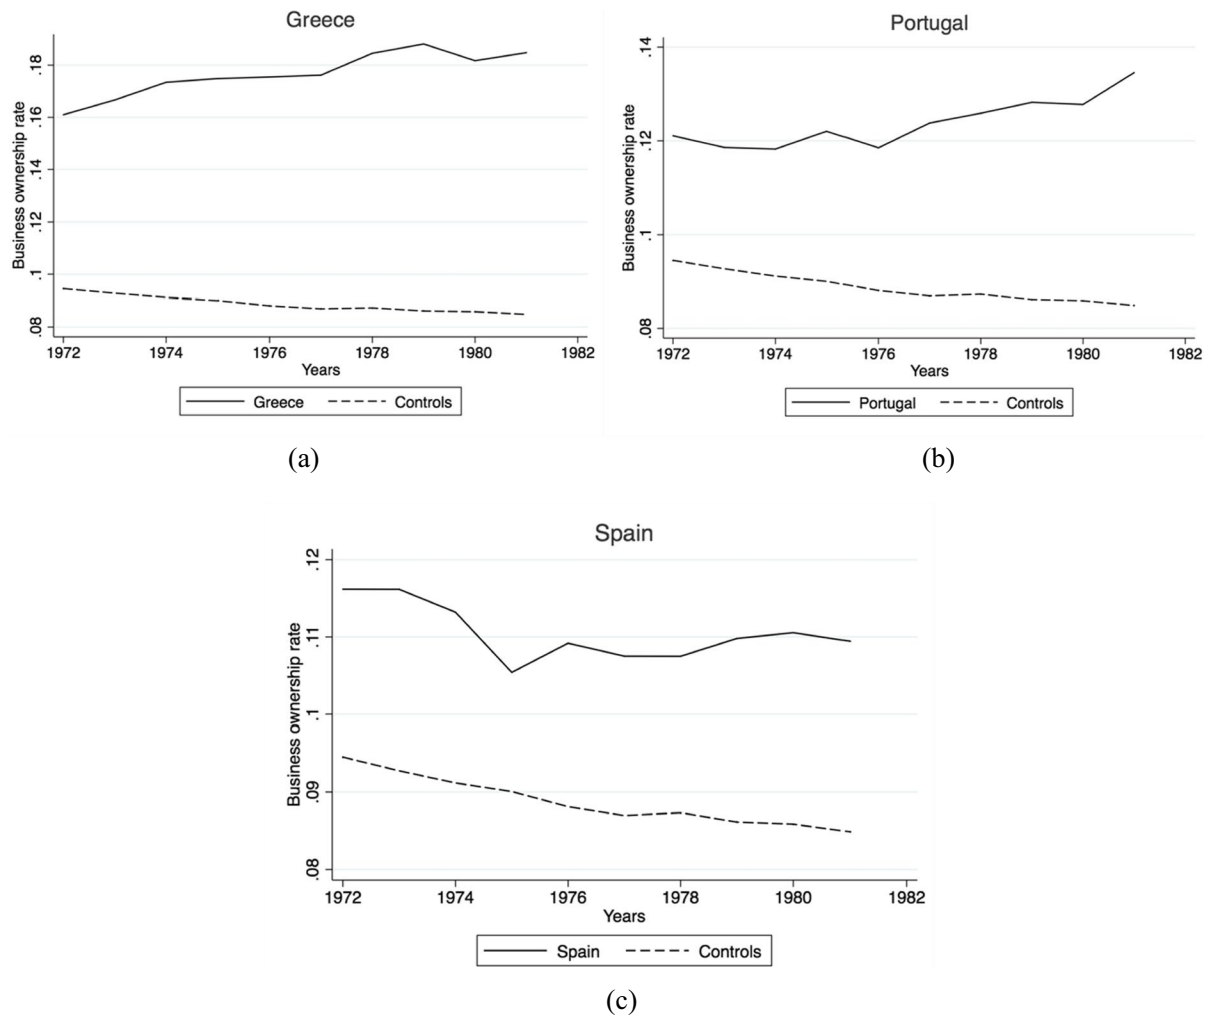 Greece
Business ownership rate
.18
.16
.14
.12
.1
.08
1972 1974 1976 1978 1980 1982
Years
Greece Controls
(a)
Portugal
Business ownership rate
.14
.12
.1
.08
1972 1974 1976 1978 1980 1982
Years
Portugal Controls
(b)
Spain
Business ownership rate
.12
.11
.1
.09
.08
1972 1974 1976 1978 1980 1982
Years
Spain Controls
(c)